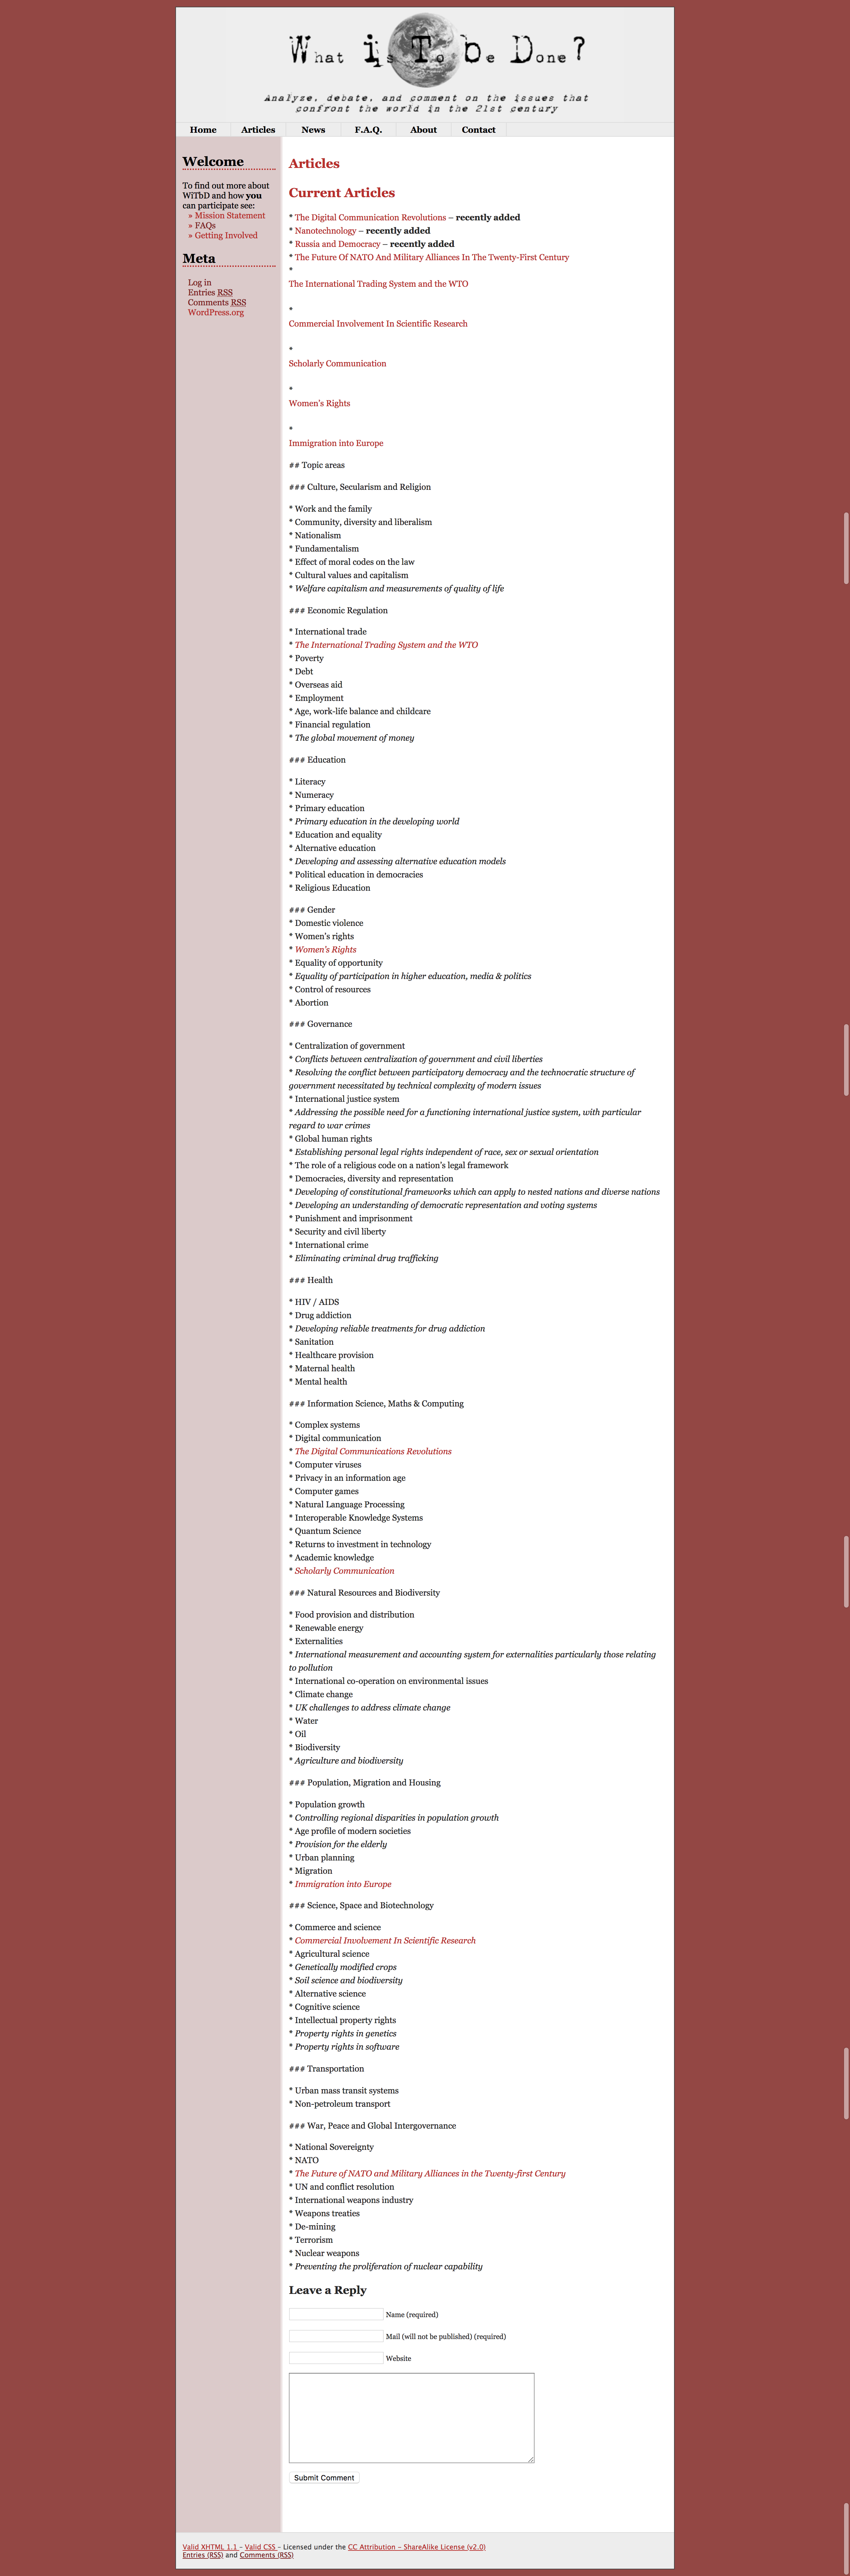 What is To be Done?
Analyze, debate, and comment on the issues that
confront the world in the 21st century
Home Articles News F.A.Q. About Contact
Welcome
To find out more about
WiTbD and how you
can participate see:
» Mission Statement
» FAQs
» Getting Involved
Meta
Log in
Entries RSS
Comments RSS
WordPress.org
Articles
Current Articles
* The Digital Communication Revolutions – recently added
* Nanotechnology – recently added
* Russia and Democracy – recently added
* The Future Of NATO And Military Alliances In The Twenty-First Century
*
The International Trading System and the WTO
*
Commercial Involvement In Scientific Research
*
Scholarly Communication
*
Women's Rights
*
Immigration into Europe
## Topic areas
### Culture, Secularism and Religion
* Work and the family
* Community, diversity and liberalism
* Nationalism
* Fundamentalism
* Effect of moral codes on the law
* Cultural values and capitalism
* Welfare capitalism and measurements of quality of life
### Economic Regulation
* International trade
* The International Trading System and the WTO
* Poverty
* Debt
* Overseas aid
* Employment
* Age, work-life balance and childcare
* Financial regulation
* The global movement of money
### Education
* Literacy
* Numeracy
* Primary education
* Primary education in the developing world
* Education and equality
* Alternative education
* Developing and assessing alternative education models
* Political education in democracies
* Religious Education
### Gender
* Domestic violence
* Women's rights
* Women's Rights
* Equality of opportunity
* Equality of participation in higher education, media & politics
* Control of resources
* Abortion
### Governance
* Centralization of government
* Conflicts between centralization of government and civil liberties
* Resolving the conflict between participatory democracy and the technocratic structure of
government necessitated by technical complexity of modern issues
* International justice system
* Addressing the possible need for a functioning international justice system, with particular
regard to war crimes
* Global human rights
* Establishing personal legal rights independent of race, sex or sexual orientation
* The role of a religious code on a nation's legal framework
* Democracies, diversity and representation
* Developing of constitutional frameworks which can apply to nested nations and diverse nations
* Developing an understanding of democratic representation and voting systems
* Punishment and imprisonment
* Security and civil liberty
* International crime
* Eliminating criminal drug trafficking
### Health
* HIV / AIDS
* Drug addiction
* Developing reliable treatments for drug addiction
* Sanitation
* Healthcare provision
* Maternal health
* Mental health
### Information Science, Maths & Computing
* Complex systems
* Digital communication
* The Digital Communications Revolutions
* Computer viruses
* Privacy in an information age
* Computer games
* Natural Language Processing
* Interoperable Knowledge Systems
* Quantum Science
* Returns to investment in technology
* Academic knowledge
* Scholarly Communication
### Natural Resources and Biodiversity
* Food provision and distribution
* Renewable energy
* Externalities
* International measurement and accounting system for externalities particularly those relating
to pollution
* International co-operation on environmental issues
* Climate change
* UK challenges to address climate change
* Water
* Oil
* Biodiversity
* Agriculture and biodiversity
### Population, Migration and Housing
* Population growth
* Controlling regional disparities in population growth
* Age profile of modern societies
* Provision for the elderly
* Urban planning
* Migration
* Immigration into Europe
### Science, Space and Biotechnology
* Commerce and science
* Commercial Involvement In Scientific Research
* Agricultural science
* Genetically modified crops
* Soil science and biodiversity
* Alternative science
* Cognitive science
* Intellectual property rights
* Property rights in genetics
* Property rights in software
### Transportation
* Urban mass transit systems
* Non-petroleum transport
### War, Peace and Global Intergovernance
* National Sovereignty
* NATO
* The Future of NATO and Military Alliances in the Twenty-first Century
* UN and conflict resolution
* International weapons industry
* Weapons treaties
* De-mining
* Terrorism
* Nuclear weapons
* Preventing the proliferation of nuclear capability
Leave a Reply
Name (required)
Mail (will not be published) (required)
Website
Submit Comment
Valid XHTML 1.1 – Valid CSS – Licensed under the CC Attribution – ShareAlike License (v2.0)
Entries (RSS) and Comments (RSS)